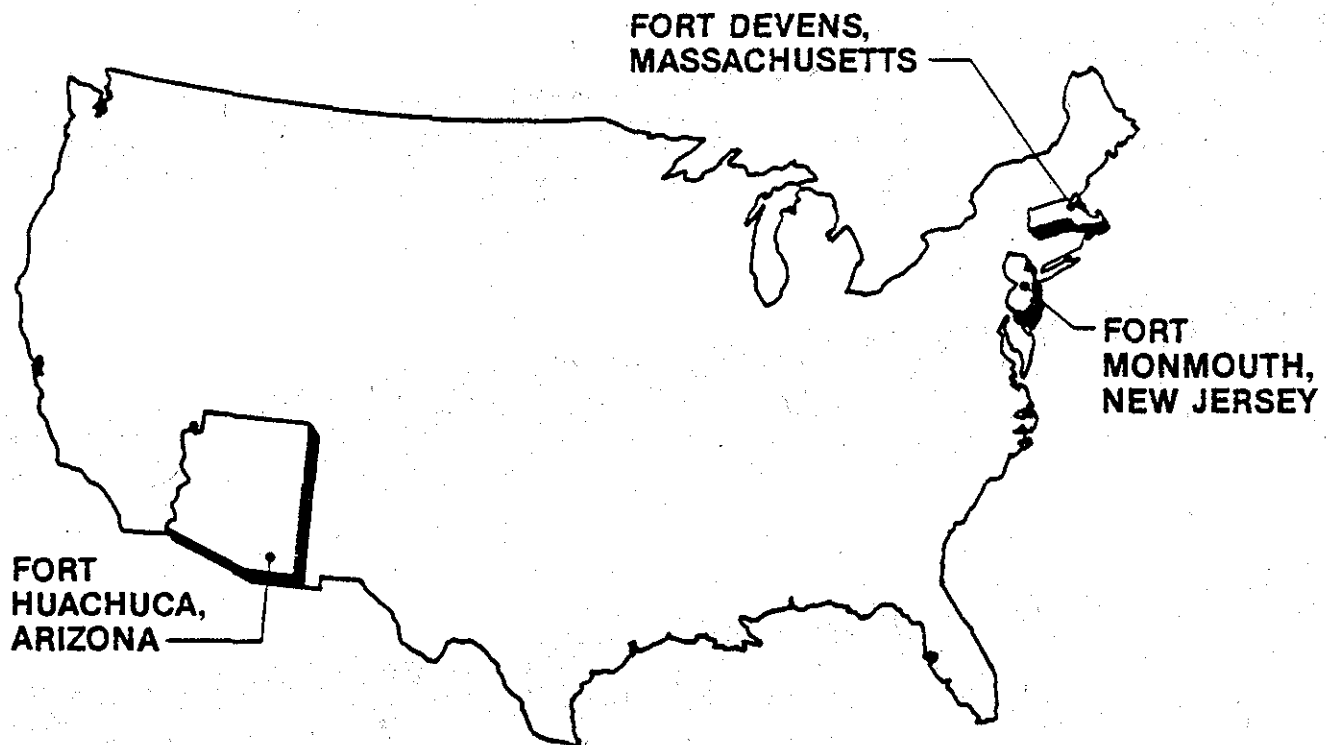 FORT DEVENS,
MASSACHUSETTS
FORT
MONMOUTH,
NEW JERSEY
FORT
HUACHUCA,
ARIZONA